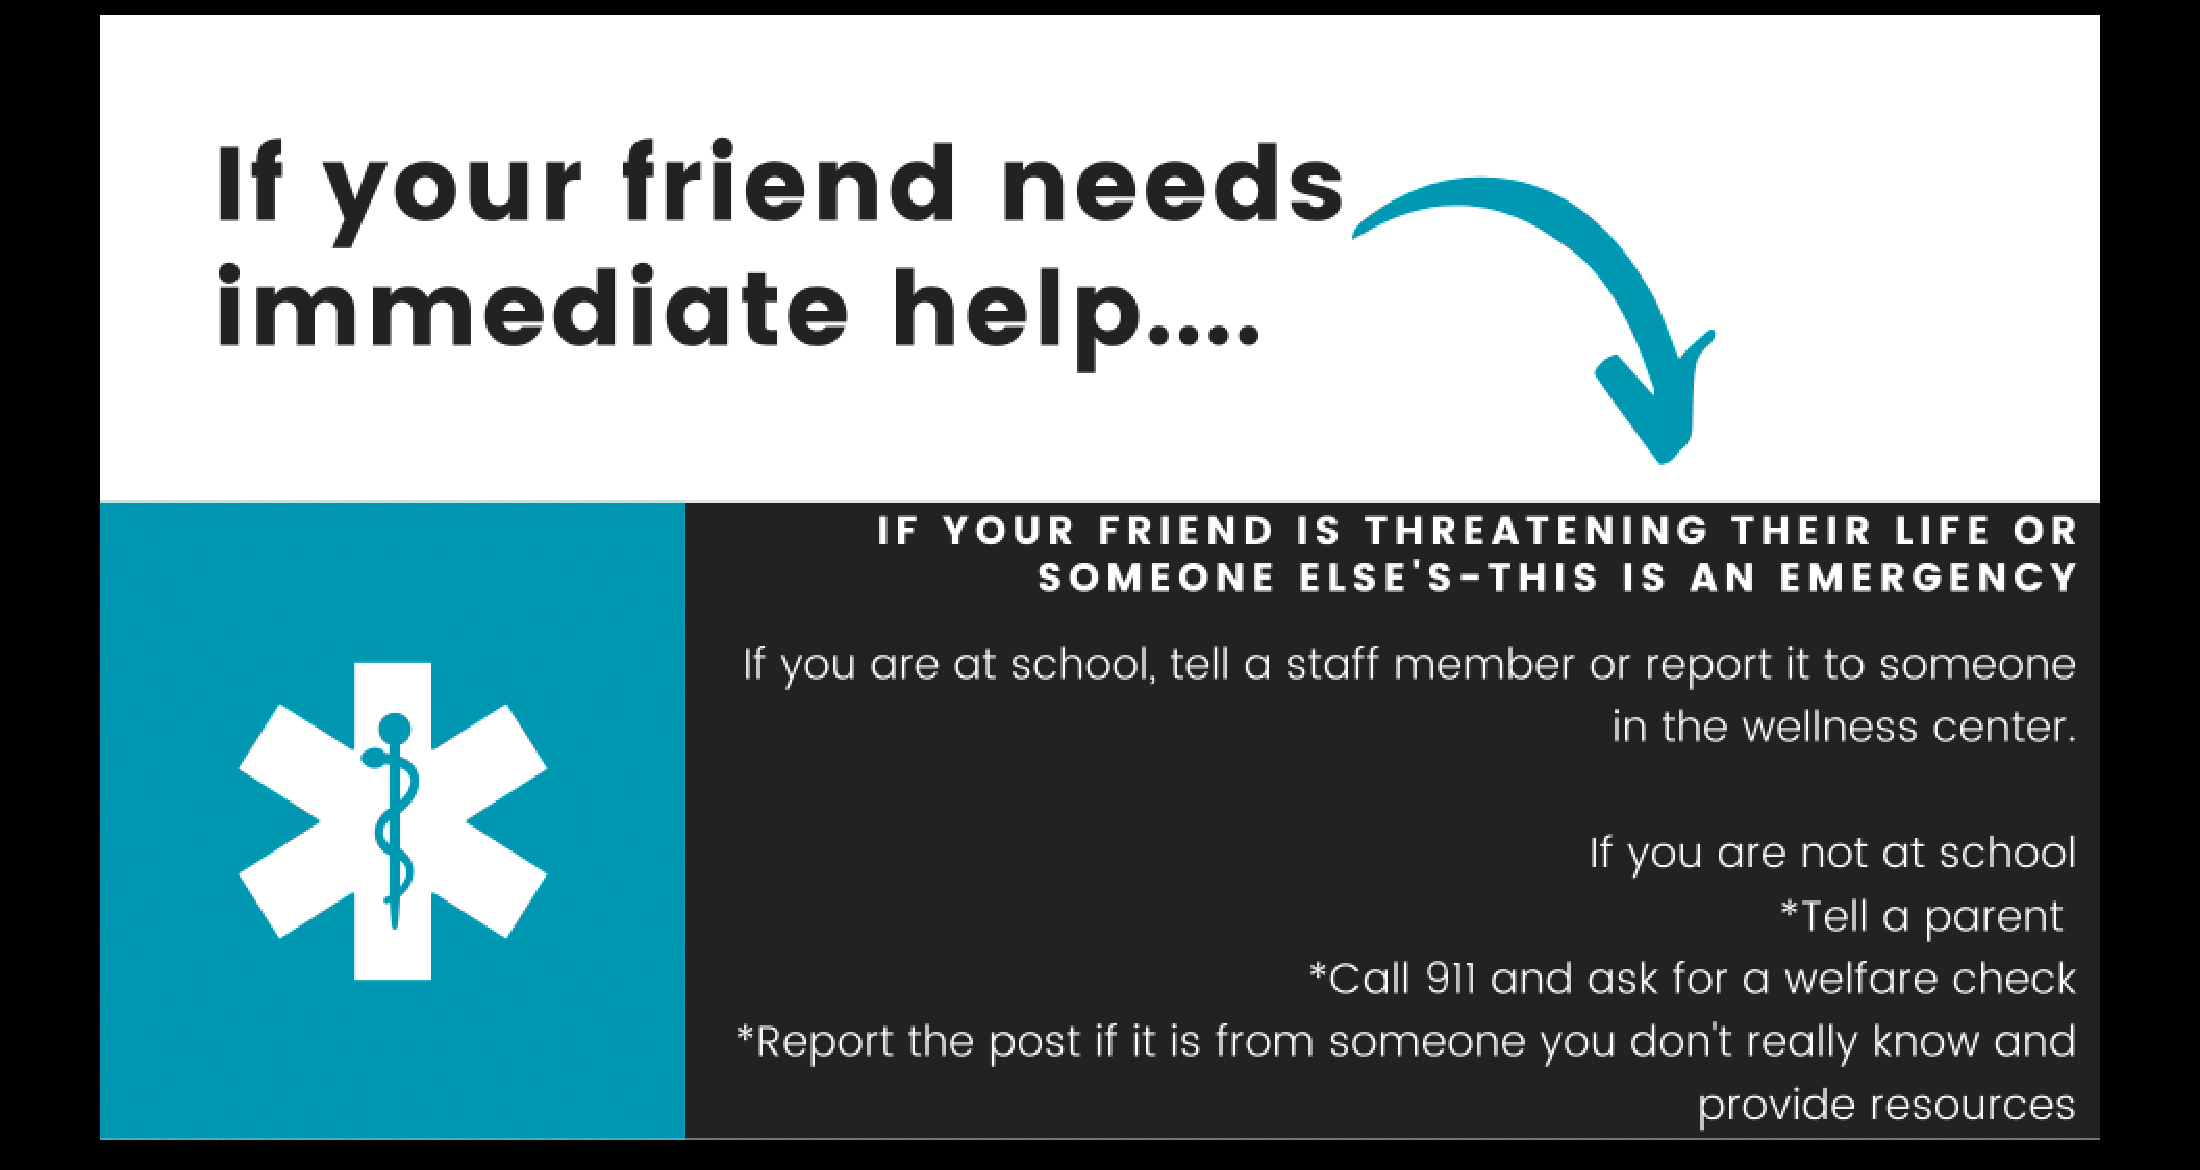 If your friend needs
immediate help....
IF YOUR FRIEND IS THREATENING THEIR LIFE OR
SOMEONE ELSE'S-THIS IS AN EMERGENCY
If you are at school, tell a staff member or report it to someone
in the wellness center.
If you are not at school
*Tell a parent
*Call 911 and ask for a welfare check
*Report the post if it is from someone you don't really know and
provide resources